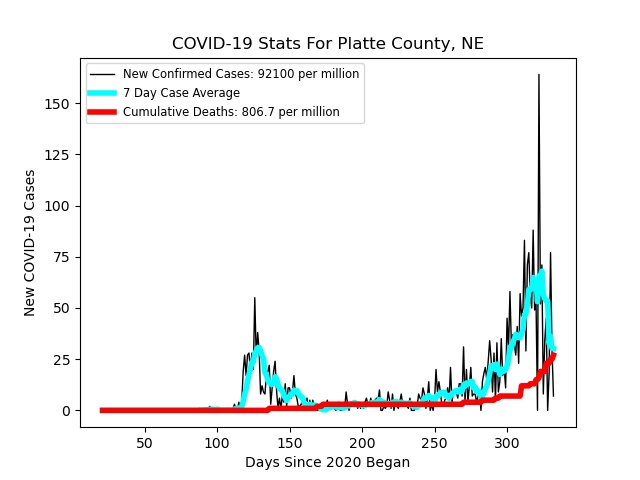 COVID-19 Stats For Platte County, NE
New Confirmed Cases: 92100 per million
7 Day Case Average
Cumulative Deaths: 806.7 per million
New COVID-19 Cases
150
125
100
75
50
25
0
50
100
150
200
250
300
Days Since 2020 Began